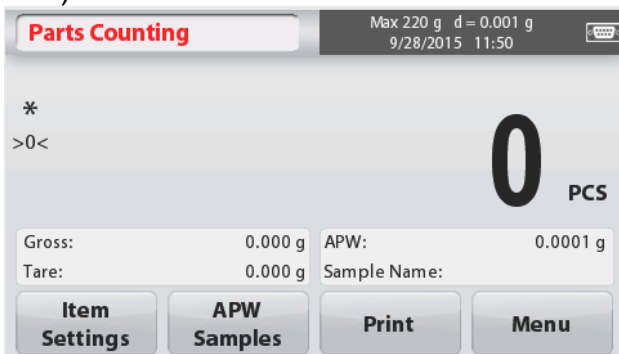 Parts Counting
Max 220 g d = 0.001 g
9/28/2015 11:50
*
>0<
0 PCS
Gross: 0.000 g APW: 0.0001 g
Tare: 0.000 g Sample Name:
Item Settings
APW Samples
Print
Menu